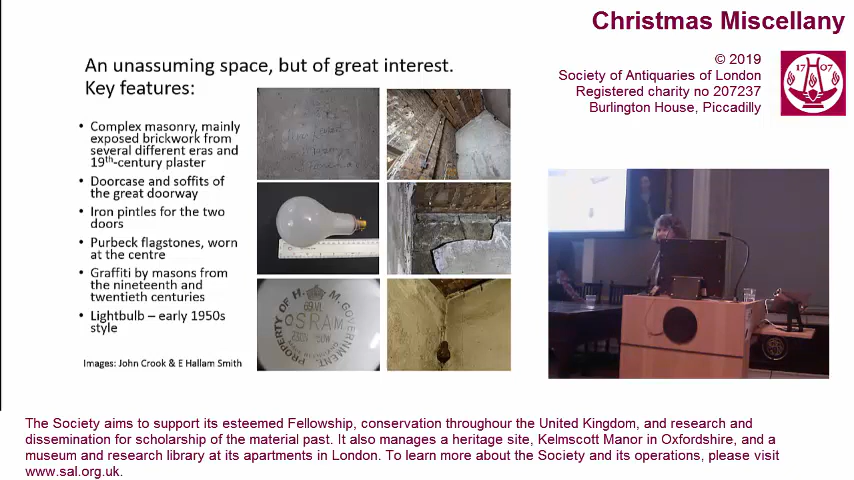 Christmas Miscellany
© 2019
Society of Antiquaries of London
Registered charity no 207237
Burlington House, Piccadilly
17 07
An unassuming space, but of great interest.
Key features:
• Complex masonry, mainly
exposed brickwork from
several different eras and
19th-century plaster
• Doorcase and soffits of
the great doorway
• Iron pintles for the two
doors
• Purbeck flagstones, worn
at the centre
• Graffiti by masons from
the nineteenth and
twentieth centuries
• Lightbulb – early 1950s
style
Images: John Crook & E Hallam Smith
PROPERTY OF H. M. GOVERNMENT
OSRAM
The Society aims to support its esteemed Fellowship, conservation throughour the United Kingdom, and research and
dissemination for scholarship of the material past. It also manages a heritage site, Kelmscott Manor in Oxfordshire, and a
museum and research library at its apartments in London. To learn more about the Society and its operations, please visit
www.sal.org.uk.